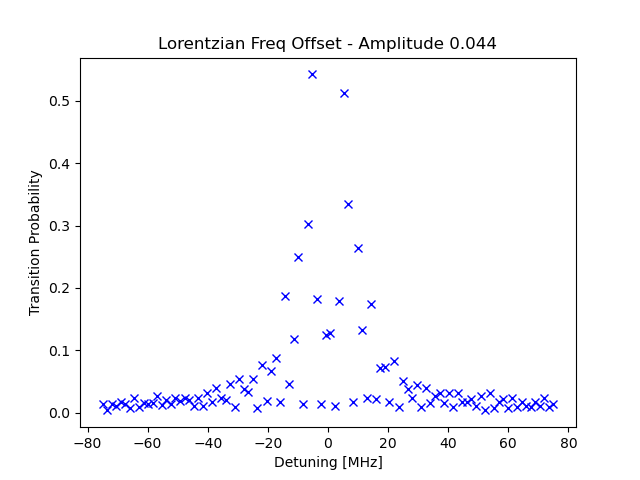 Lorentzian Freq Offset - Amplitude 0.044
Transition Probability
0.5
0.4
0.3
0.2
0.1
0.0
−80 −60 −40 −20 0 20 40 60 80
Detuning [MHz]